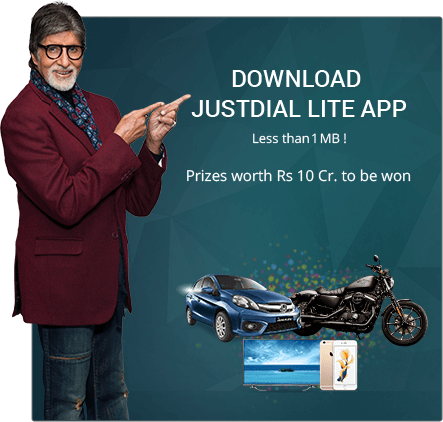 DOWNLOAD
JUSTDIAL LITE APP
Less than 1 MB !
Prizes worth Rs 10 Cr. to be won